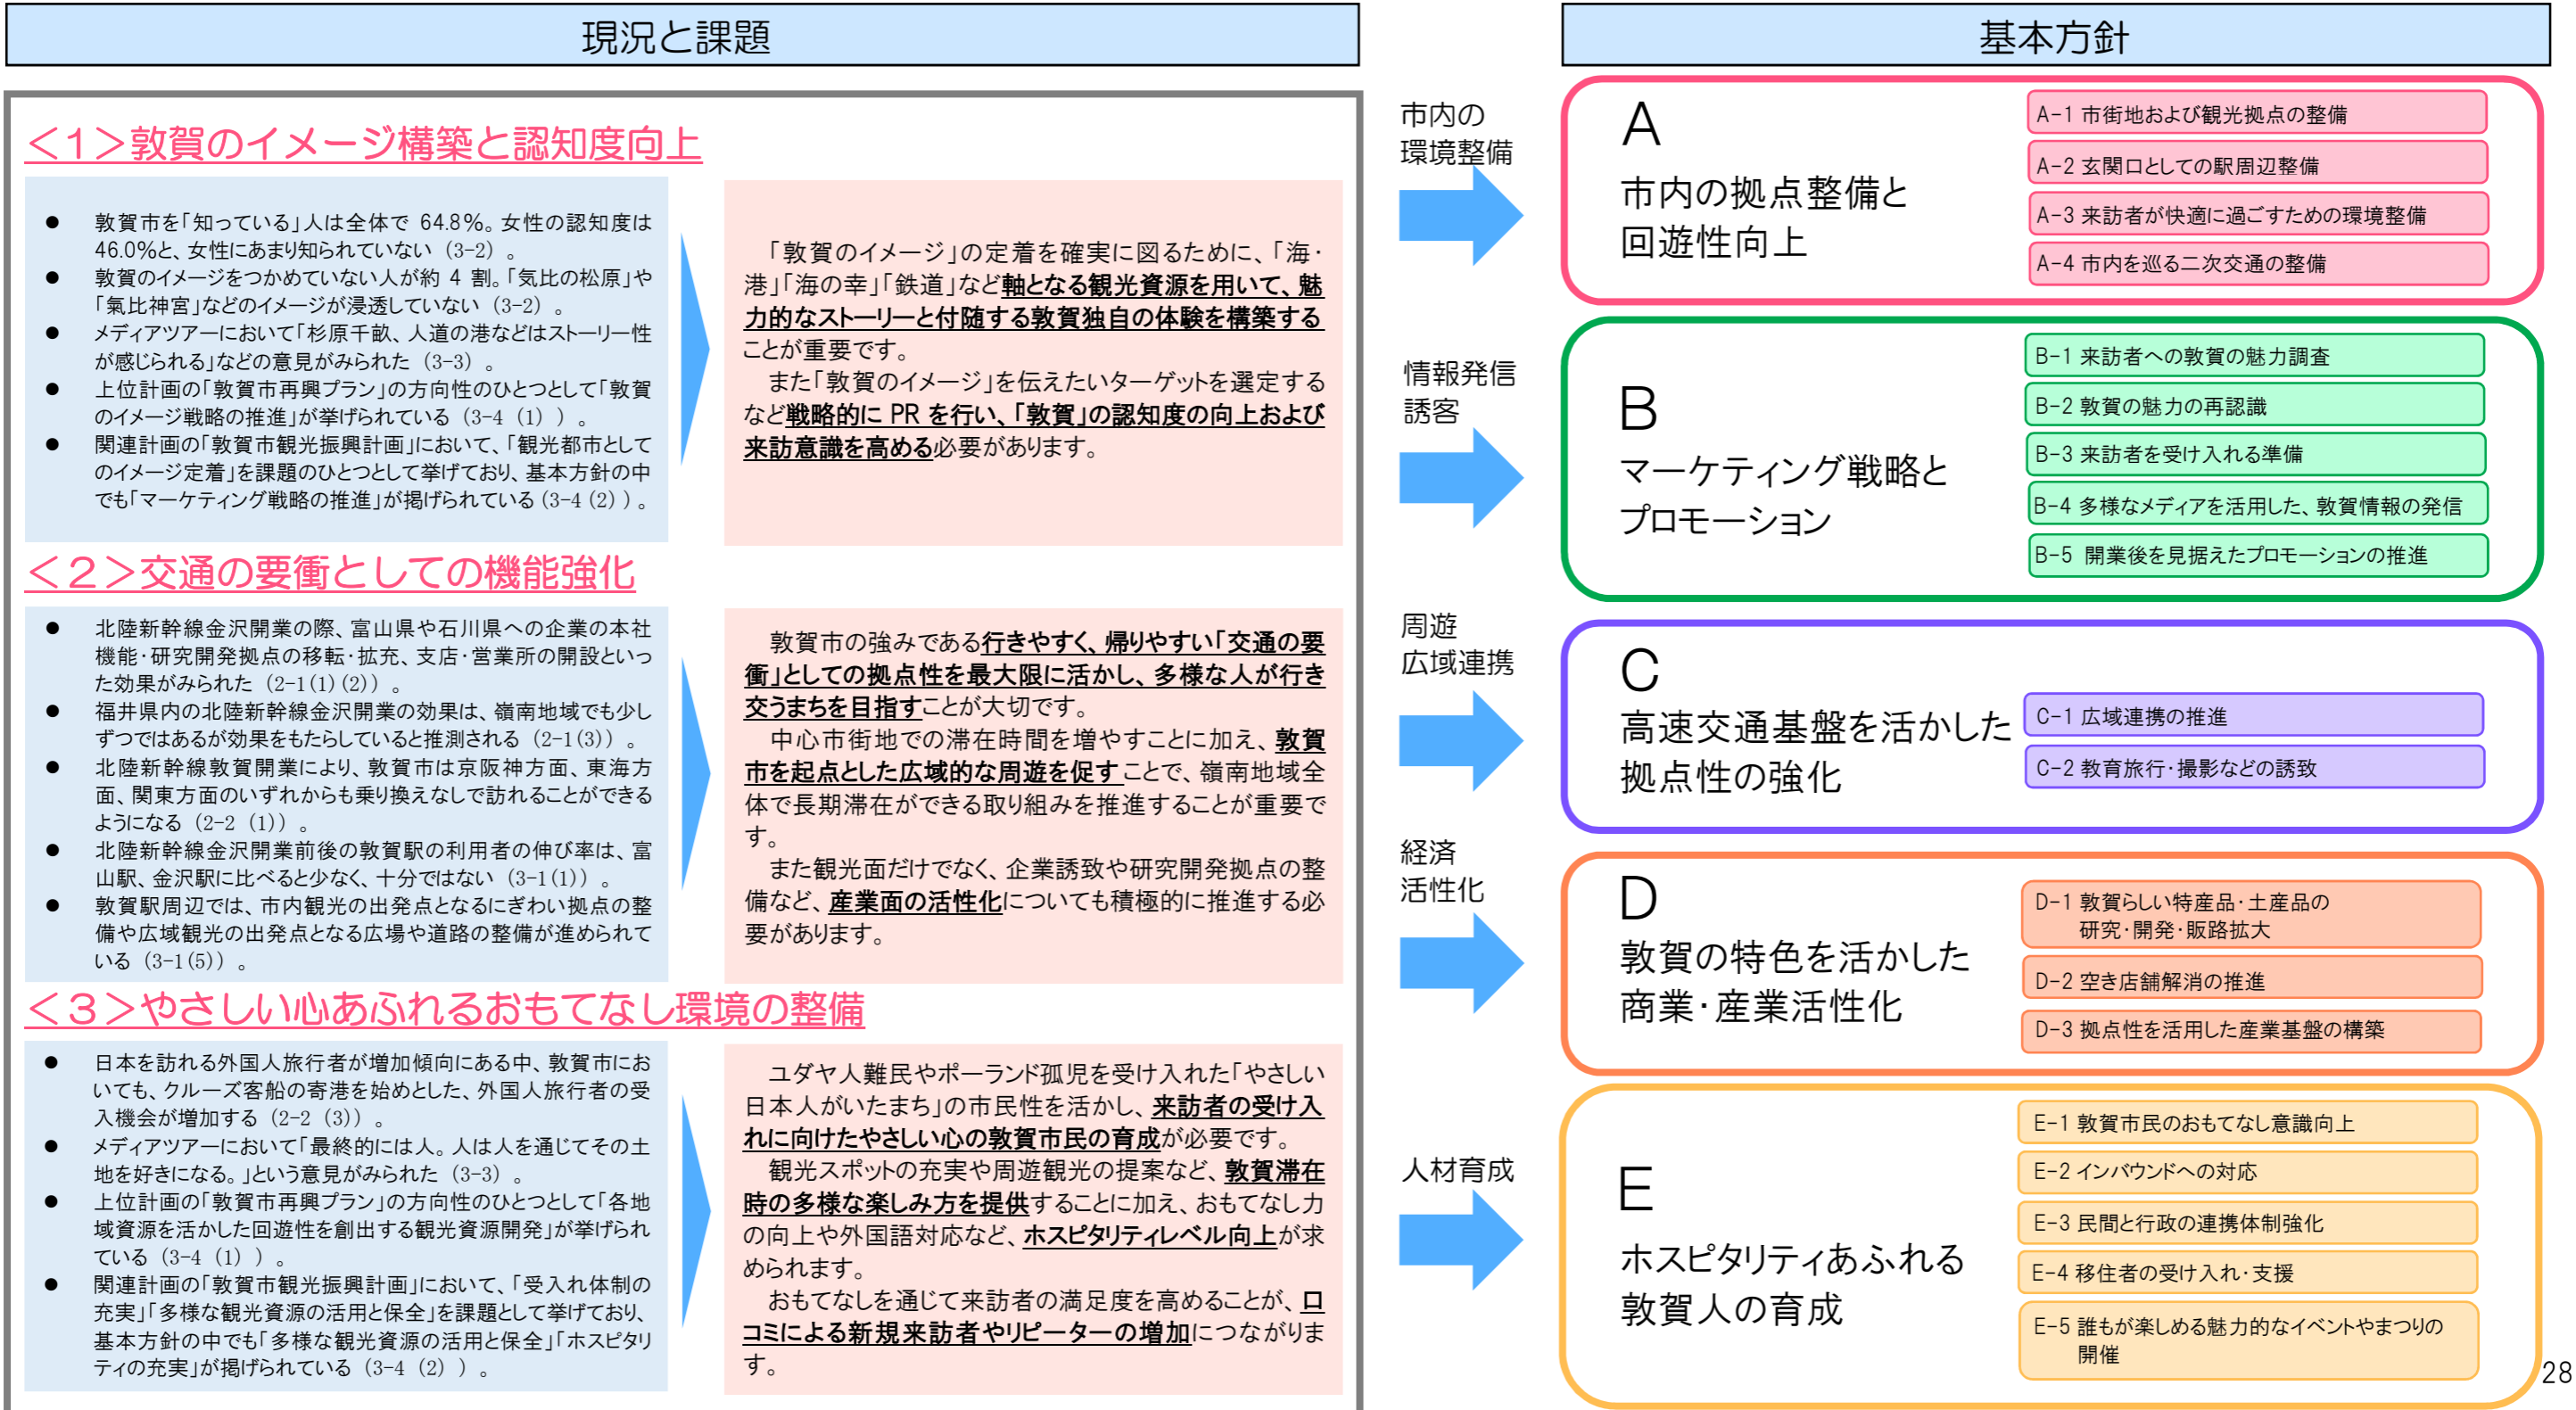 現況と課題
<1>敦賀のイメージ構築と認知度向上
● 敦賀市を「知っている」人は全体で 64.8%。女性の認知度は
46.0%と、女性にあまり知られていない (3-2) 。
● 敦賀のイメージをつかめていない人が約 4 割。「気比の松原」や
「氣比神宮」などのイメージが浸透していない (3-2) 。
● メディアツアーにおいて「杉原千畝、人道の港などはストーリー性
が感じられる」などの意見がみられた (3-3) 。
● 上位計画の「敦賀市再興プラン」の方向性のひとつとして「敦賀
のイメージ戦略の推進」が挙げられている (3-4 (1) ) 。
● 関連計画の「敦賀市観光振興計画」において、「観光都市として
のイメージ定着」を課題のひとつとして挙げており、基本方針の中
でも「マーケティング戦略の推進」が掲げられている (3-4 (2) ) 。
「敦賀のイメージ」の定着を確実に図るために、「海・
港」「海の幸」「鉄道」など軸となる観光資源を用いて、魅
力的なストーリーと付随する敦賀独自の体験を構築する
ことが重要です。
また「敦賀のイメージ」を伝えたいターゲットを選定する
など戦略的に PR を行い、「敦賀」の認知度の向上および
来訪意識を高める必要があります。
<2>交通の要衝としての機能強化
● 北陸新幹線金沢開業の際、富山県や石川県への企業の本社
機能・研究開発拠点の移転・拡充、支店・営業所の開設といっ
た効果がみられた (2-1(1)(2)) 。
● 福井県内の北陸新幹線金沢開業の効果は、嶺南地域でも少し
ずつではあるが効果をもたらしていると推測される (2-1(3)) 。
● 北陸新幹線敦賀開業により、敦賀市は京阪神方面、東海方
面、関東方面のいずれからも乗り換えなしで訪れることができる
ようになる (2-2 (1)) 。
● 北陸新幹線金沢開業前後の敦賀駅の利用者の伸び率は、富
山駅、金沢駅に比べると少なく、十分ではない (3-1(1)) 。
● 敦賀駅周辺では、市内観光の出発点となるにぎわい拠点の整
備や広域観光の出発点となる広場や道路の整備が進められて
いる (3-1(5)) 。
敦賀市の強みである行きやすく、帰りやすい「交通の要
衝」としての拠点性を最大限に活かし、多様な人が行き
交うまちを目指すことが大切です。
中心市街地での滞在時間を増やすことに加え、敦賀
市を起点とした広域的な周遊を促すことで、嶺南地域全
体で長期滞在ができる取り組みを推進することが重要で
す。
また観光面だけでなく、企業誘致や研究開発拠点の整
備など、産業面の活性化についても積極的に推進する必
要があります。
<3>やさしい心あふれるおもてなし環境の整備
● 日本を訪れる外国人旅行者が増加傾向にある中、敦賀市にお
いても、クルーズ客船の寄港を始めとした、外国人旅行者の受
入機会が増加する (2-2 (3)) 。
● メディアツアーにおいて「最終的には人。人は人を通じてその土
地を好きになる。」という意見がみられた (3-3) 。
● 上位計画の「敦賀市再興プラン」の方向性のひとつとして「各地
域資源を活かした回遊性を創出する観光資源開発」が挙げられ
ている (3-4 (1) ) 。
● 関連計画の「敦賀市観光振興計画」において、「受入れ体制の
充実」「多様な観光資源の活用と保全」を課題として挙げており、
基本方針の中でも「多様な観光資源の活用と保全」「ホスピタリ
ティの充実」が掲げられている (3-4 (2) ) 。
ユダヤ人難民やポーランド孤児を受け入れた「やさしい
日本人がいたまち」の市民性を活かし、来訪者の受け入
れに向けたやさしい心の敦賀市民の育成が必要です。
観光スポットの充実や周遊観光の提案など、敦賀滞在
時の多様な楽しみ方を提供することに加え、おもてなし力
の向上や外国語対応など、ホスピタリティレベル向上が求
められます。
おもてなしを通じて来訪者の満足度を高めることが、口
コミによる新規来訪者やリピーターの増加につながりま
す。
市内の
環境整備
情報発信
誘客
周遊
広域連携
経済
活性化
人材育成
基本方針
A
市内の拠点整備と
回遊性向上
A-1 市街地および観光拠点の整備
A-2 玄関口としての駅周辺整備
A-3 来訪者が快適に過ごすための環境整備
A-4 市内を巡る二次交通の整備
B
マーケティング戦略と
プロモーション
B-1 来訪者への敦賀の魅力調査
B-2 敦賀の魅力の再認識
B-3 来訪者を受け入れる準備
B-4 多様なメディアを活用した、敦賀情報の発信
B-5 開業後を見据えたプロモーションの推進
C
高速交通基盤を活かした
拠点性の強化
C-1 広域連携の推進
C-2 教育旅行・撮影などの誘致
D
敦賀の特色を活かした
商業・産業活性化
D-1 敦賀らしい特産品・土産品の
研究・開発・販路拡大
D-2 空き店舗解消の推進
D-3 拠点性を活用した産業基盤の構築
E
ホスピタリティあふれる
敦賀人の育成
E-1 敦賀市民のおもてなし意識向上
E-2 インバウンドへの対応
E-3 民間と行政の連携体制強化
E-4 移住者の受け入れ・支援
E-5 誰もが楽しめる魅力的なイベントやまつりの
開催
28